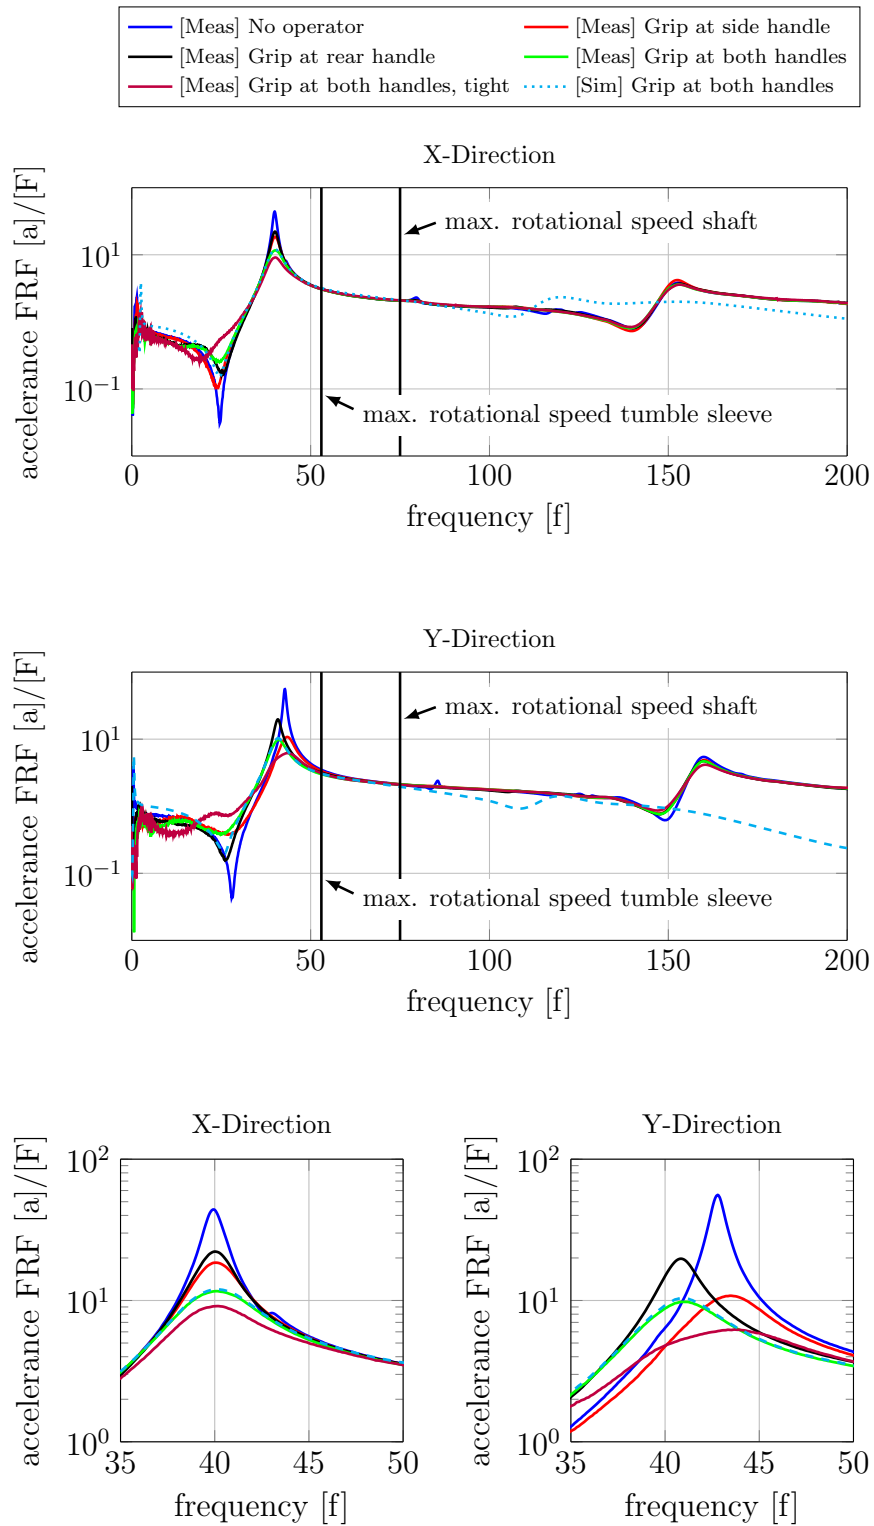 [Meas] No operator
[Meas] Grip at side handle
[Meas] Grip at rear handle
[Meas] Grip at both handles
[Meas] Grip at both handles, tight
[Sim] Grip at both handles
X-Direction
accelerance FRF [a]/[F]
10^1
10^−1
max. rotational speed shaft
max. rotational speed tumble sleeve
0 50 100 150 200
frequency [f]
Y-Direction
accelerance FRF [a]/[F]
10^1
10^−1
max. rotational speed shaft
max. rotational speed tumble sleeve
0 50 100 150 200
frequency [f]
X-Direction
accelerance FRF [a]/[F]
10^2
10^1
10^0
35 40 45 50
frequency [f]
Y-Direction
accelerance FRF [a]/[F]
10^2
10^1
10^0
35 40 45 50
frequency [f]